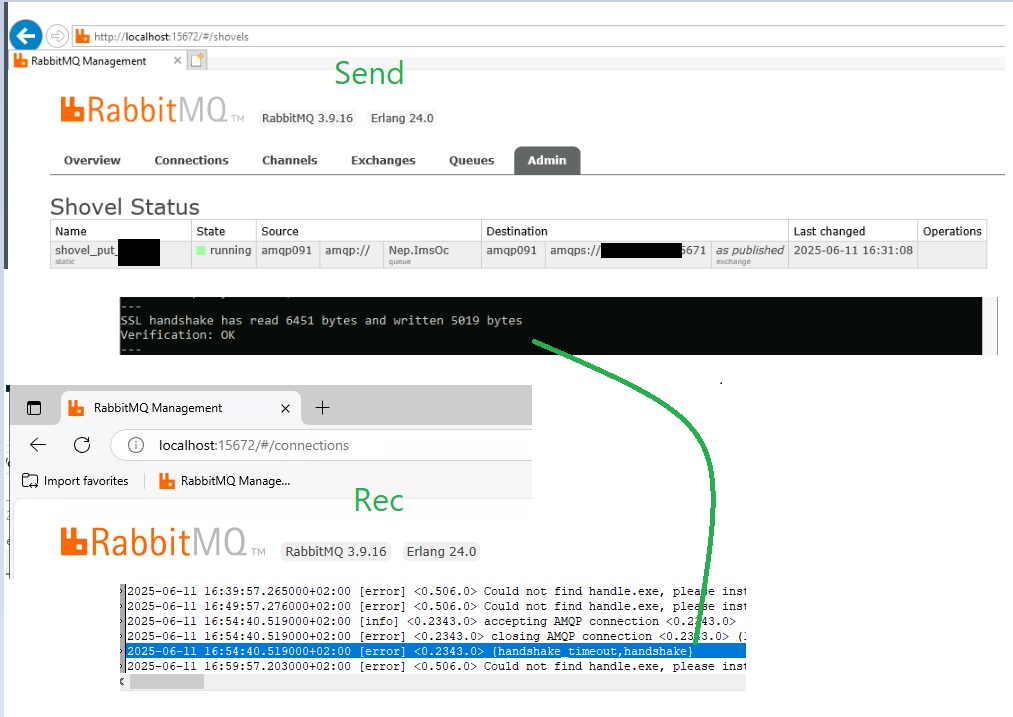 http://localhost:15672/#/shovels
RabbitMQ Management
Send
RabbitMQ TM RabbitMQ 3.9.16 Erlang 24.0
Overview Connections Channels Exchanges Queues Admin
Shovel Status
Name State Source Destination Last changed Operations
shovel_put_ running amqp091 amqp:// Nep.ImsOc amqp091 amqps:// 5671 as published 2025-06-11 16:31:08
static queue exchange
---
SSL handshake has read 6451 bytes and written 5019 bytes
Verification: OK
---
RabbitMQ Management
localhost:15672/#/connections
Import favorites RabbitMQ Manage...
Rec
RabbitMQ TM RabbitMQ 3.9.16 Erlang 24.0
2025-06-11 16:39:57.265000+02:00 [error] <0.506.0> Could not find handle.exe, please inst
2025-06-11 16:49:57.276000+02:00 [error] <0.506.0> Could not find handle.exe, please inst
2025-06-11 16:54:40.519000+02:00 [info] <0.2343.0> accepting AMQP connection <0.2343.0>
2025-06-11 16:54:40.519000+02:00 [error] <0.2343.0> closing AMQP connection <0.2343.0>
2025-06-11 16:54:40.519000+02:00 [error] <0.2343.0> {handshake_timeout,handshake}
2025-06-11 16:59:57.203000+02:00 [error] <0.506.0> Could not find handle.exe, please inst